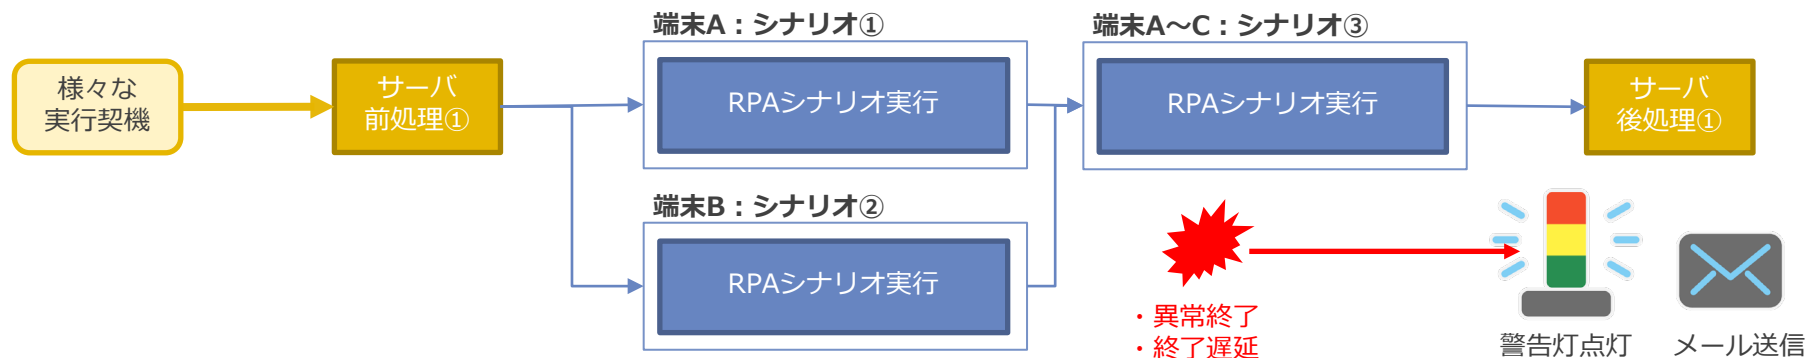 端末A：シナリオ①
端末A～C：シナリオ③
様々な
実行契機
サーバ
前処理①
RPAシナリオ実行
RPAシナリオ実行
サーバ
後処理①
端末B：シナリオ②
RPAシナリオ実行
・異常終了
・終了遅延
警告灯点灯
メール送信